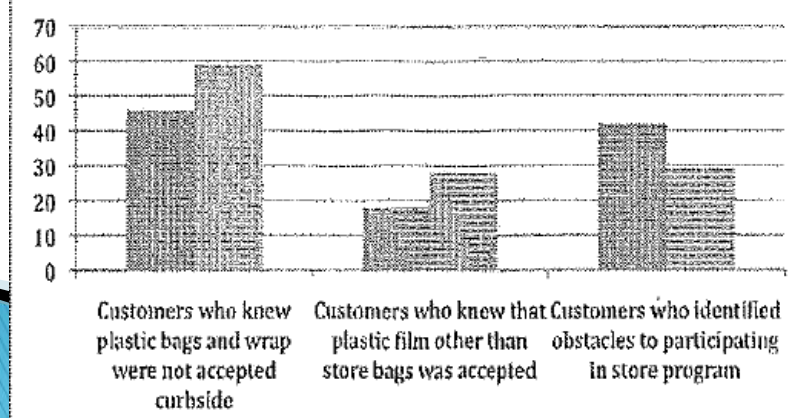 70
60
50
40
30
20
10
0
Customers who knew
plastic bags and wrap
were not accepted
curbside
Customers who knew that
plastic film other than
store bags was accepted
Customers who identified
obstacles to participating
in store program